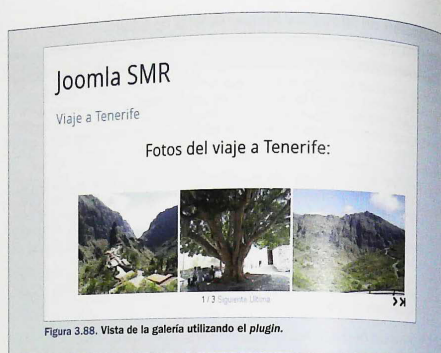 Joomla SMR
Viaje a Tenerife
Fotos del viaje a Tenerife:
1 / 3 Siguiente Última
Figura 3.88. Vista de la galería utilizando el plugin.